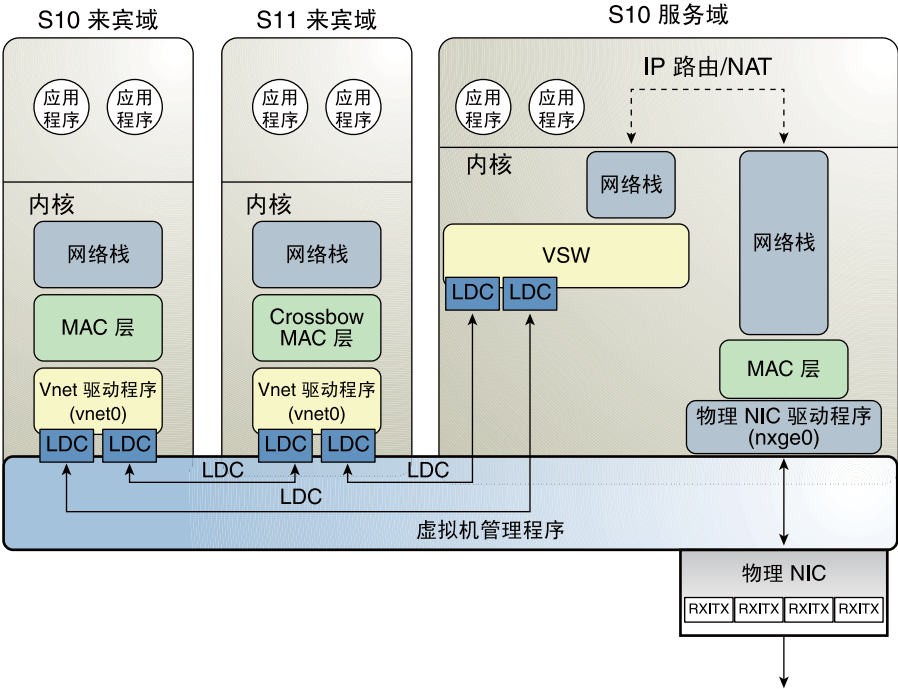 S10 来宾域
S11 来宾域
S10 服务域
应用
程序
应用
程序
内核
网络栈
MAC 层
Vnet 驱动程序
(vnet0)
LDC
LDC
应用
程序
应用
程序
内核
网络栈
Crossbow
MAC 层
Vnet 驱动程序
(vnet0)
LDC
LDC
IP 路由/NAT
应用
程序
应用
程序
内核
网络栈
VSW
LDC
LDC
网络栈
MAC 层
物理 NIC 驱动程序
(nxge0)
LDC
LDC
LDC
虚拟机管理程序
物理 NIC
RXITX
RXITX
RXITX
RXITX